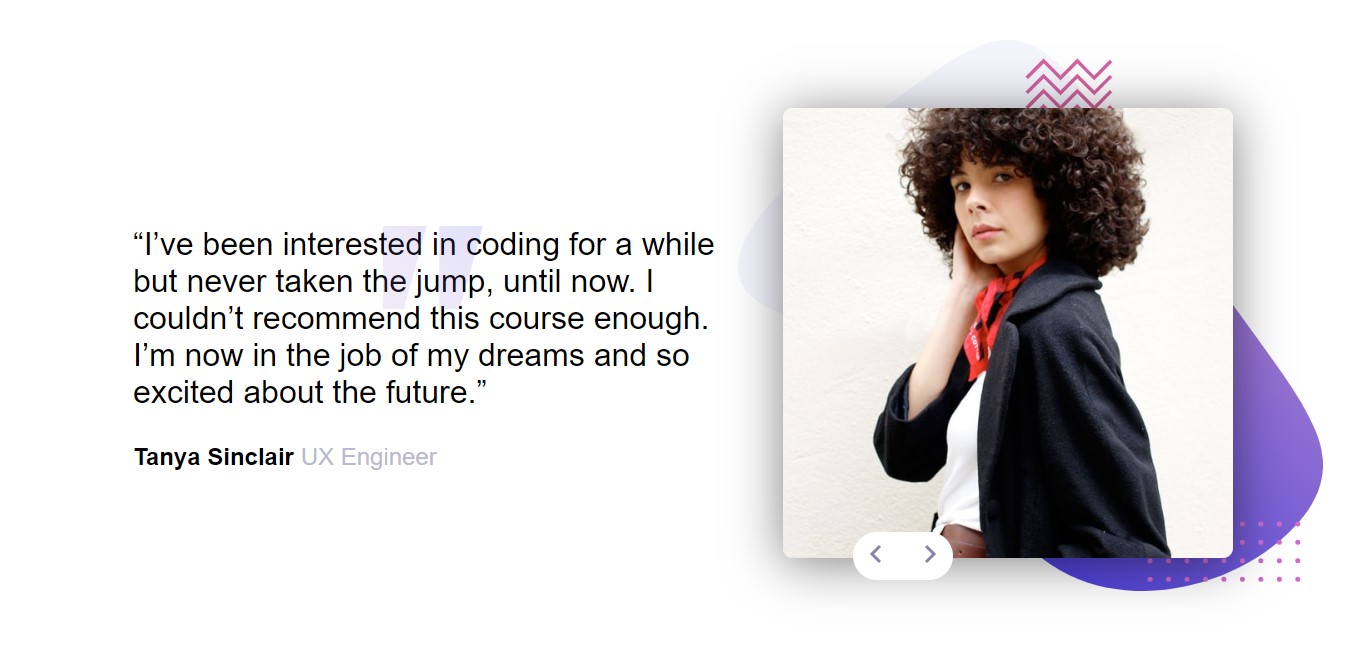 “I’ve been interested in coding for a while
but never taken the jump, until now. I
couldn’t recommend this course enough.
I’m now in the job of my dreams and so
excited about the future.”
Tanya Sinclair UX Engineer